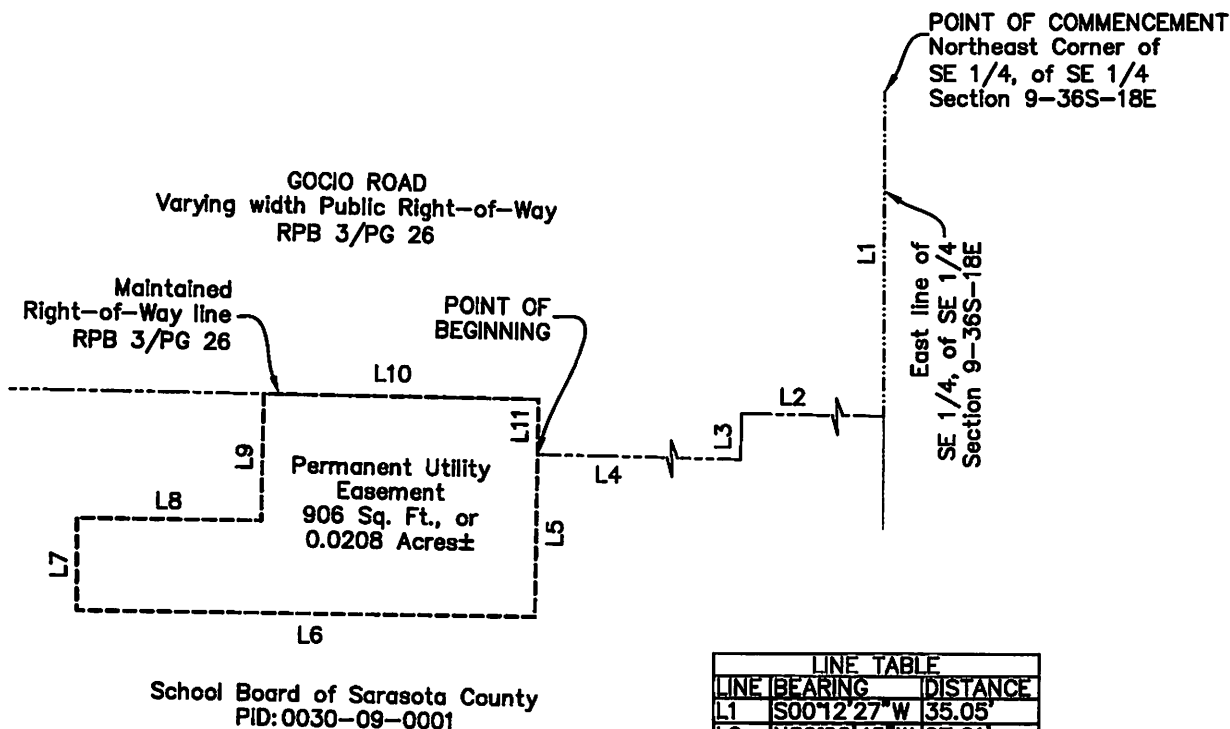 POINT OF COMMENCEMENT
Northeast Corner of
SE 1/4, of SE 1/4
Section 9-36S-18E
GOCIO ROAD
Varying width Public Right-of-Way
RPB 3/PG 26
L1
East line of
SE 1/4, of SE 1/4
Section 9-36S-18E
Maintained
Right-of-Way line
RPB 3/PG 26
POINT OF
BEGINNING
L10
L11
L2
L3
L4
L9
Permanent Utility
Easement
906 Sq. Ft., or
0.0208 Acres±
L8
L5
L7
L6
School Board of Sarasota County
PID: 0030-09-0001
LINE TABLE
LINE BEARING DISTANCE
L1 S00°12'27"W 35.05'